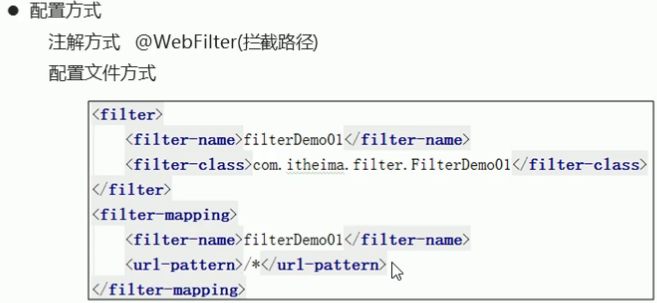 ● 配置方式
注解方式 @WebFilter(拦截路径)
配置文件方式
<filter>
<filter-name>filterDemo01</filter-name>
<filter-class>com.itheima.filter.FilterDemo01</filter-class>
</filter>
<filter-mapping>
<filter-name>filterDemo01</filter-name>
<url-pattern>/*</url-pattern>
</filter-mapping>